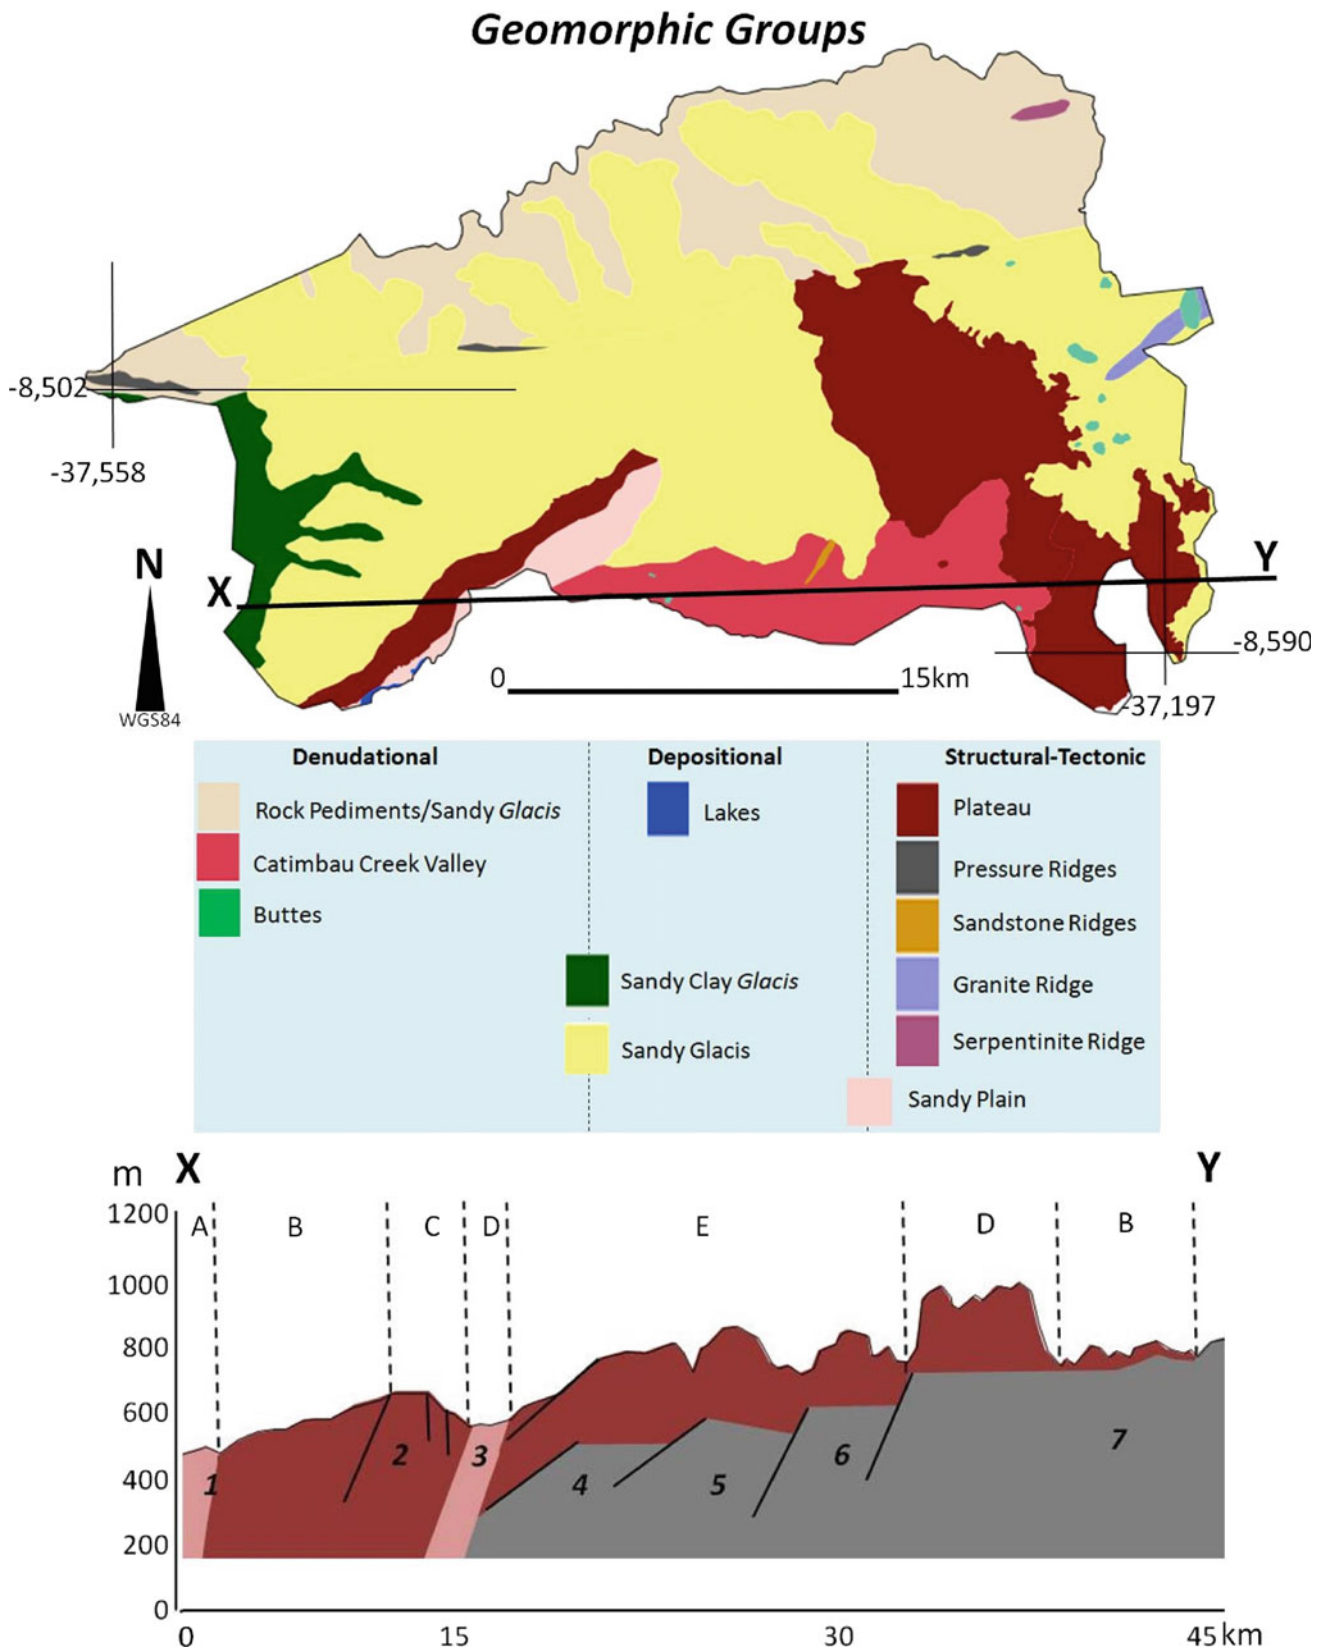 Geomorphic Groups
-8,502
-37,558
N
WGS84
X
Y
-8,590
-37,197
0 15km
Denudational Depositional Structural-Tectonic
Rock Pediments/Sandy Glacis Lakes Plateau
Catimbau Creek Valley Pressure Ridges
Buttes Sandstone Ridges
Sandy Clay Glacis Granite Ridge
Sandy Glacis Serpentinite Ridge
Sandy Plain
m X Y
1200 A B C D E D B
1000
800
600
400
200
0
1 2 3 4 5 6 7
0 15 30 45km